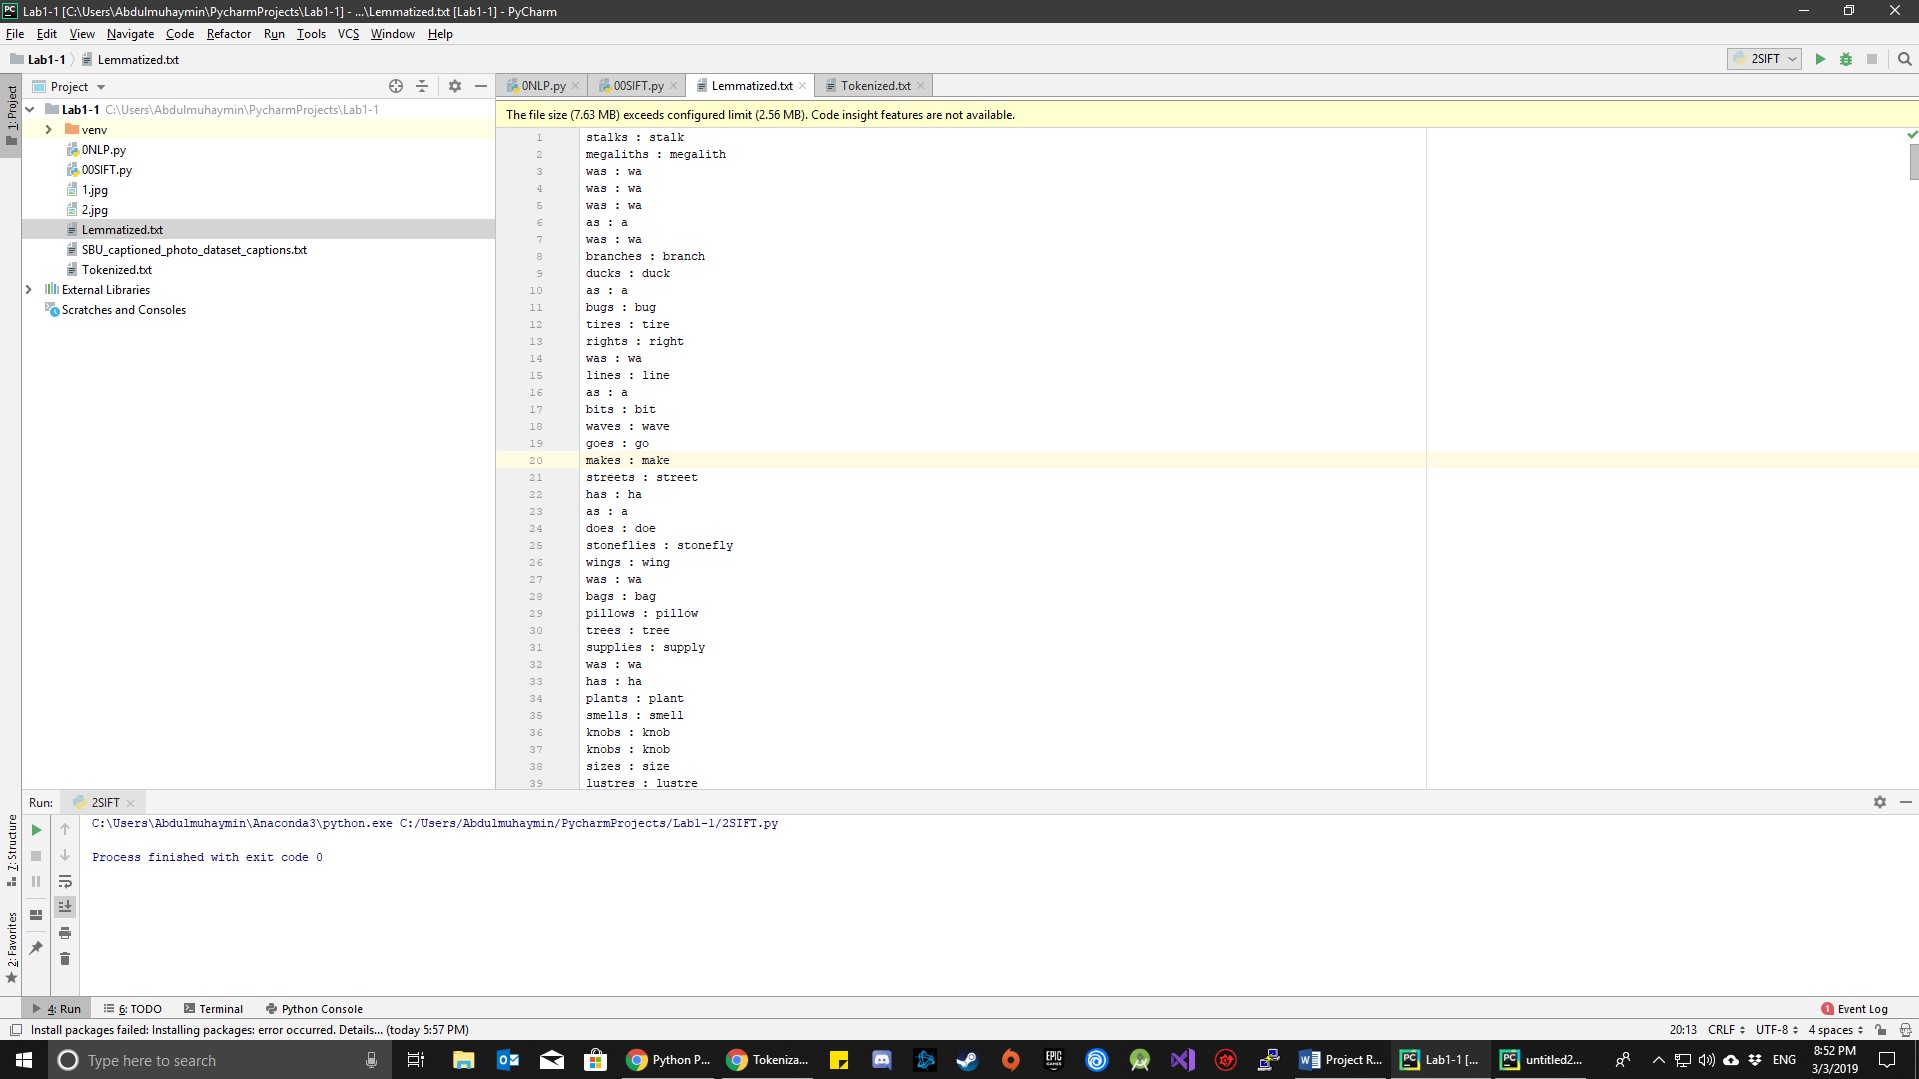 Lab1-1 [C:\Users\Abdulmuhaymin\PycharmProjects\Lab1-1] - ...\Lemmatized.txt [Lab1-1] - PyCharm
File Edit View Navigate Code Refactor Run Tools VCS Window Help
Lab1-1 Lemmatized.txt
2SIFT
1: Project
Project
0NLP.py 00SIFT.py Lemmatized.txt Tokenized.txt
Lab1-1 C:\Users\Abdulmuhaymin\PycharmProjects\Lab1-1
venv
0NLP.py
00SIFT.py
1.jpg
2.jpg
Lemmatized.txt
SBU_captioned_photo_dataset_captions.txt
Tokenized.txt
External Libraries
Scratches and Consoles
The file size (7.63 MB) exceeds configured limit (2.56 MB). Code insight features are not available.
1 stalks : stalk
2 megaliths : megalith
3 was : wa
4 was : wa
5 was : wa
6 as : a
7 was : wa
8 branches : branch
9 ducks : duck
10 as : a
11 bugs : bug
12 tires : tire
13 rights : right
14 was : wa
15 lines : line
16 as : a
17 bits : bit
18 waves : wave
19 goes : go
20 makes : make
21 streets : street
22 has : ha
23 as : a
24 does : doe
25 stoneflies : stonefly
26 wings : wing
27 was : wa
28 bags : bag
29 pillows : pillow
30 trees : tree
31 supplies : supply
32 was : wa
33 has : ha
34 plants : plant
35 smells : smell
36 knobs : knob
37 knobs : knob
38 sizes : size
39 lustres : lustre
Run: 2SIFT
C:\Users\Abdulmuhaymin\Anaconda3\python.exe C:/Users/Abdulmuhaymin/PycharmProjects/Lab1-1/2SIFT.py
Process finished with exit code 0
7: Structure
2: Favorites
4: Run 6: TODO Terminal Python Console
1 Event Log
Install packages failed: Installing packages: error occurred. Details... (today 5:57 PM)
20:13 CRLF UTF-8 4 spaces
Type here to search
Python P...
Tokeniza...
EPIC GAMES
Project R...
Lab1-1 [...
untitled2...
ENG
8:52 PM
3/3/2019